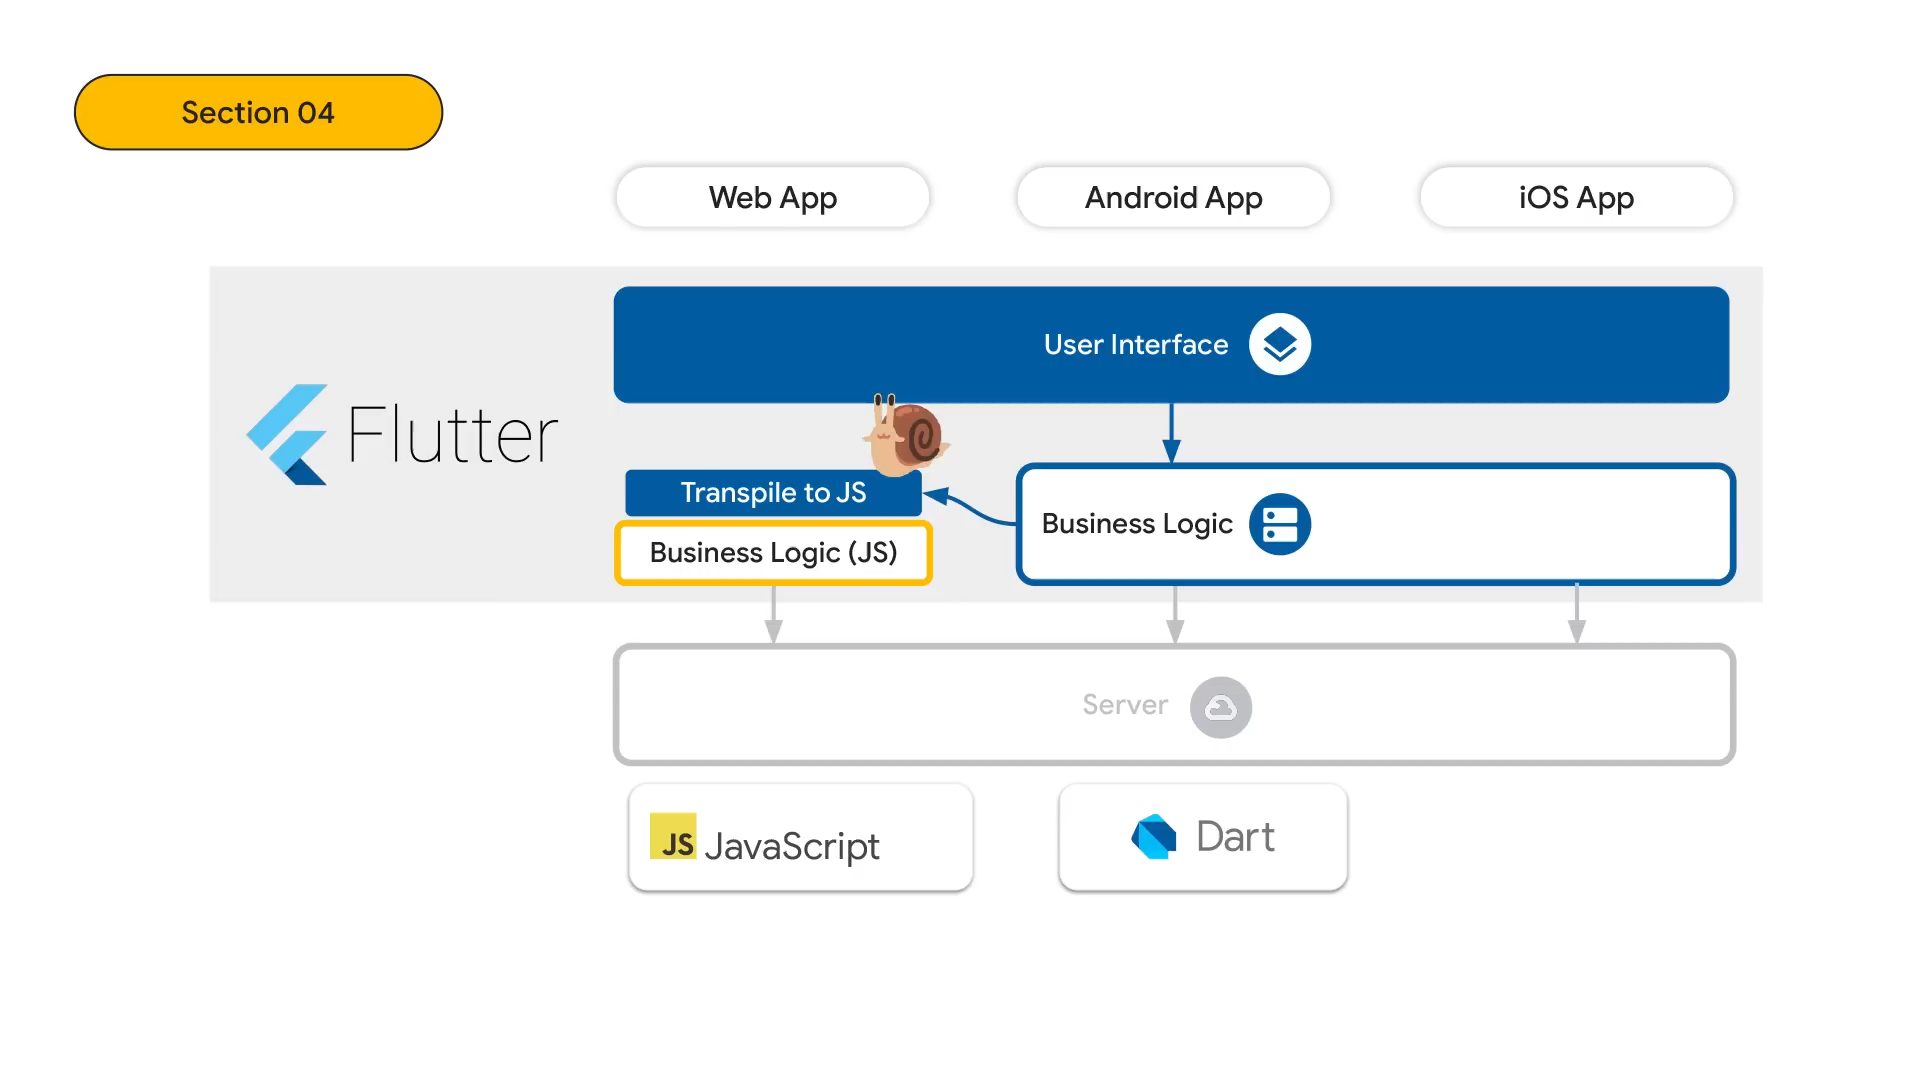 Section 04
Web App
Android App
iOS App
User Interface
Flutter
Transpile to JS
Business Logic
Business Logic (JS)
Server
JS JavaScript
Dart